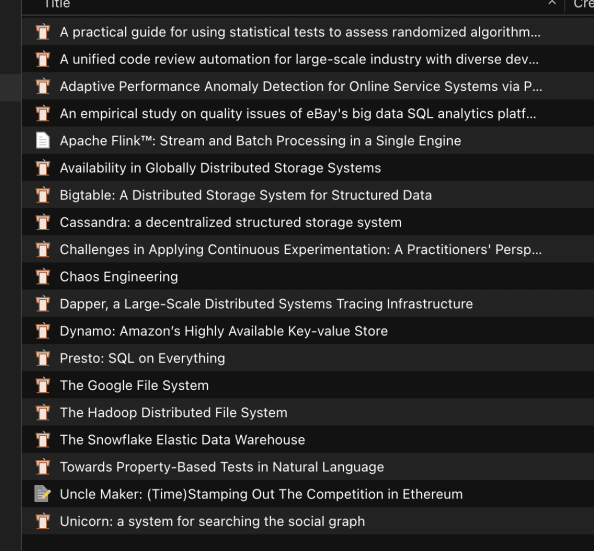 Title
Cre
A practical guide for using statistical tests to assess randomized algorithm...
A unified code review automation for large-scale industry with diverse dev...
Adaptive Performance Anomaly Detection for Online Service Systems via P...
An empirical study on quality issues of eBay's big data SQL analytics platf...
Apache Flink™: Stream and Batch Processing in a Single Engine
Availability in Globally Distributed Storage Systems
Bigtable: A Distributed Storage System for Structured Data
Cassandra: a decentralized structured storage system
Challenges in Applying Continuous Experimentation: A Practitioners' Persp...
Chaos Engineering
Dapper, a Large-Scale Distributed Systems Tracing Infrastructure
Dynamo: Amazon’s Highly Available Key-value Store
Presto: SQL on Everything
The Google File System
The Hadoop Distributed File System
The Snowflake Elastic Data Warehouse
Towards Property-Based Tests in Natural Language
Uncle Maker: (Time)Stamping Out The Competition in Ethereum
Unicorn: a system for searching the social graph